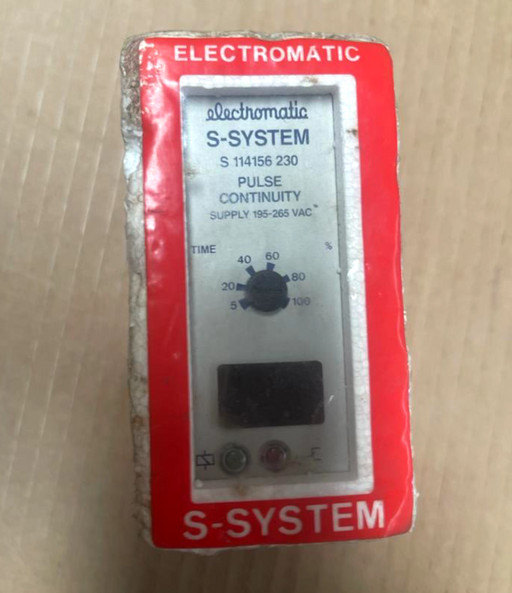 ELECTROMATIC
electromatic
S-SYSTEM
S 114156 230
PULSE
CONTINUITY
SUPPLY 195-265 VAC~
TIME %
40 60
20 80
5 100
S-SYSTEM